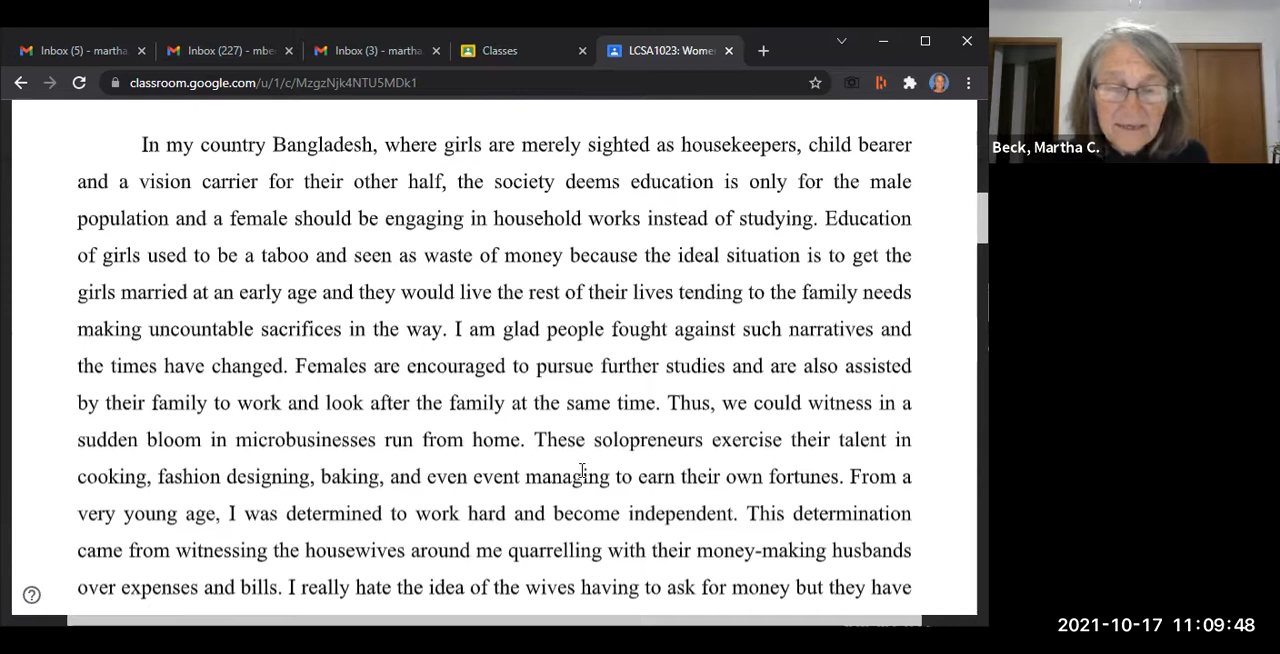 Inbox (5) - martha.
Inbox (227) - mbe
Inbox (3) - martha.
Classes
LCSA1023: Wome
classroom.google.com/u/1/c/MzgzNjk4NTU5MDk1
Beck, Martha C.
In my country Bangladesh, where girls are merely sighted as housekeepers, child bearer
and a vision carrier for their other half, the society deems education is only for the male
population and a female should be engaging in household works instead of studying. Education
of girls used to be a taboo and seen as waste of money because the ideal situation is to get the
girls married at an early age and they would live the rest of their lives tending to the family needs
making uncountable sacrifices in the way. I am glad people fought against such narratives and
the times have changed. Females are encouraged to pursue further studies and are also assisted
by their family to work and look after the family at the same time. Thus, we could witness in a
sudden bloom in microbusinesses run from home. These solopreneurs exercise their talent in
cooking, fashion designing, baking, and even event managing to earn their own fortunes. From a
very young age, I was determined to work hard and become independent. This determination
came from witnessing the housewives around me quarrelling with their money-making husbands
over expenses and bills. I really hate the idea of the wives having to ask for money but they have
2021-10-17 11:09:48